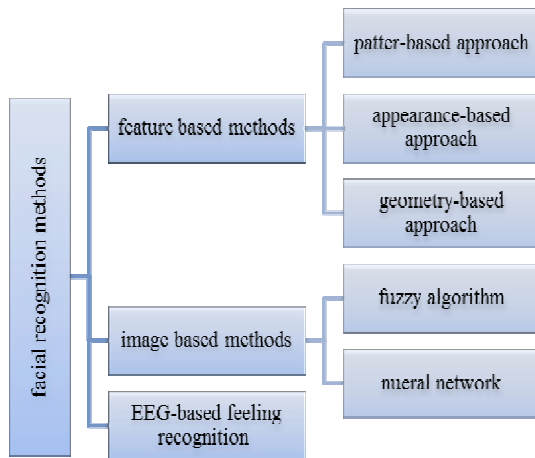 facial recognition methods
feature based methods
patter-based approach
appearance-based
approach
geometry-based
approach
image based methods
fuzzy algorithm
nueral network
EEG-based feeling
recognition